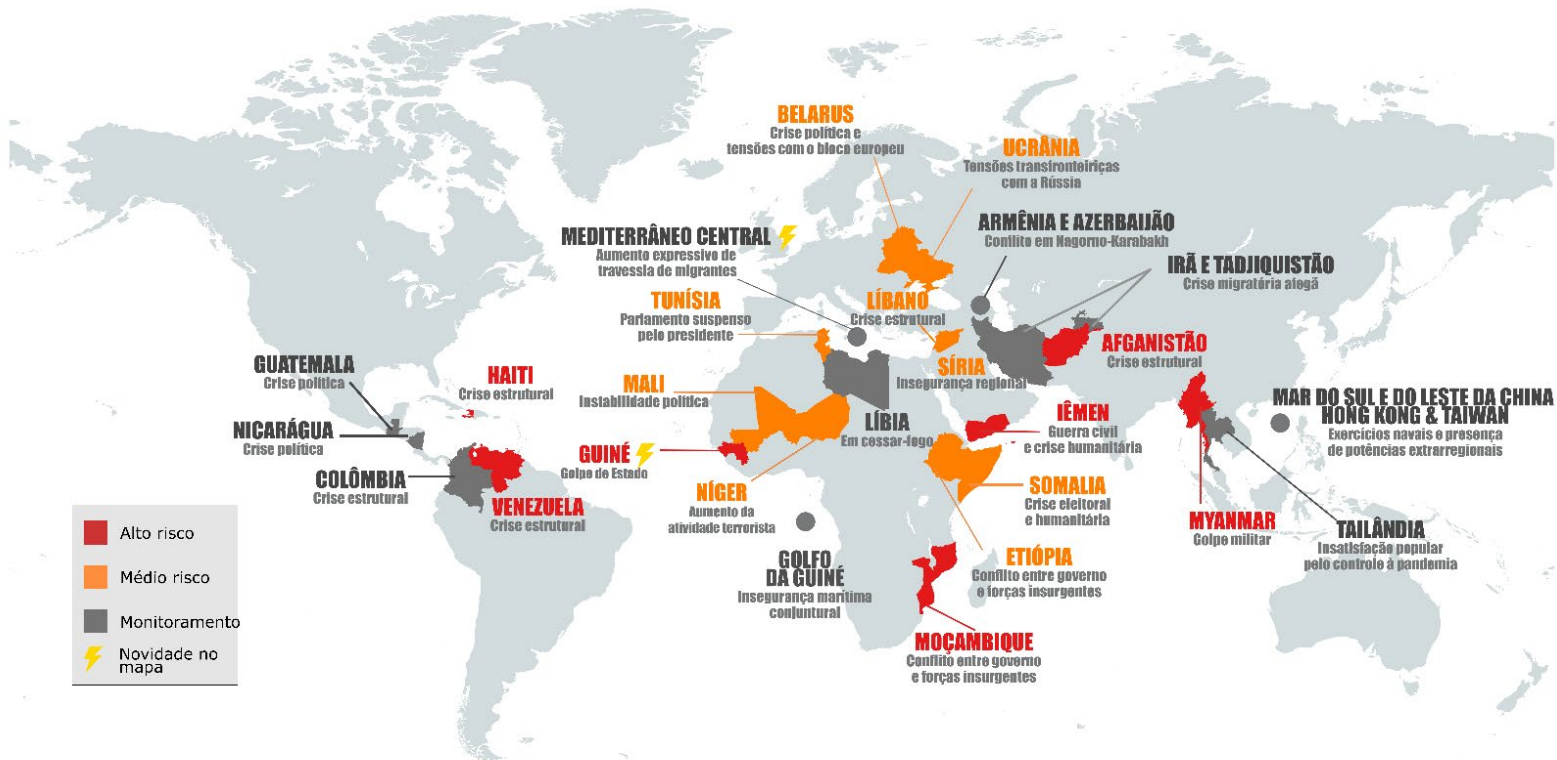 BELARUS
Crise política e
tensões com o bloco europeu
UCRÂNIA
Tensões transfronteiriças
com a Rússia
MEDITERRÂNEO CENTRAL
Aumento expressivo de
travessia de migrantes
ARMÊNIA E AZERBAIJÃO
Conflito em Nagorno-Karabakh
IRÃ E TADJIQUISTÃO
Crise migratória afegã
TUNÍSIA
Parlamento suspenso
pelo presidente
LÍBANO
Crise estrutural
AFGANISTÃO
Crise estrutural
GUATEMALA
Crise política
HAITI
Crise estrutural
MALI
Instabilidade política
SÍRIA
Insegurança regional
NICARÁGUA
Crise política
LÍBIA
Em cessar-fogo
IÊMEN
Guerra civil
e crise humanitária
MAR DO SUL E DO LESTE DA CHINA
HONG KONG & TAIWAN
Exercícios navais e presença
de potências extrarregionais
COLÔMBIA
Crise estrutural
VENEZUELA
Crise estrutural
GUINÉ
Golpe de Estado
NÍGER
Aumento da
atividade terrorista
SOMALIA
Crise eleitoral
e humanitária
MYANMAR
Golpe militar
TAILÂNDIA
Insatisfação popular
pelo controle à pandemia
GOLFO
DA GUINÉ
Insegurança marítima
conjuntural
ETIÓPIA
Conflito entre governo
e forças insurgentes
MOÇAMBIQUE
Conflito entre governo
e forças insurgentes
Alto risco
Médio risco
Monitoramento
Novidade no
mapa